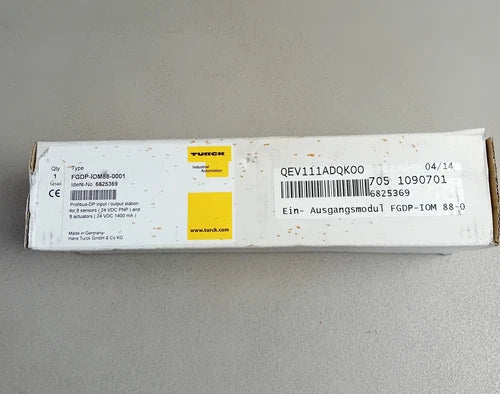 Qty Type
1 FGDP-IOM88-0001
Ident-No. 6825369
CE
Profibus-DP input / output station
for 8 sensors ( 24 VDC PNP ) and
8 actuators ( 24 VDC 1400 mA )
Made in Germany
Hans Turck GmbH & Co.KG
TURCK
Industrial
Automation
www.turck.com
QEV111ADQKOO
04/14
705 1090701
6825369
Ein- Ausgangsmodul FGDP-IOM 88-0